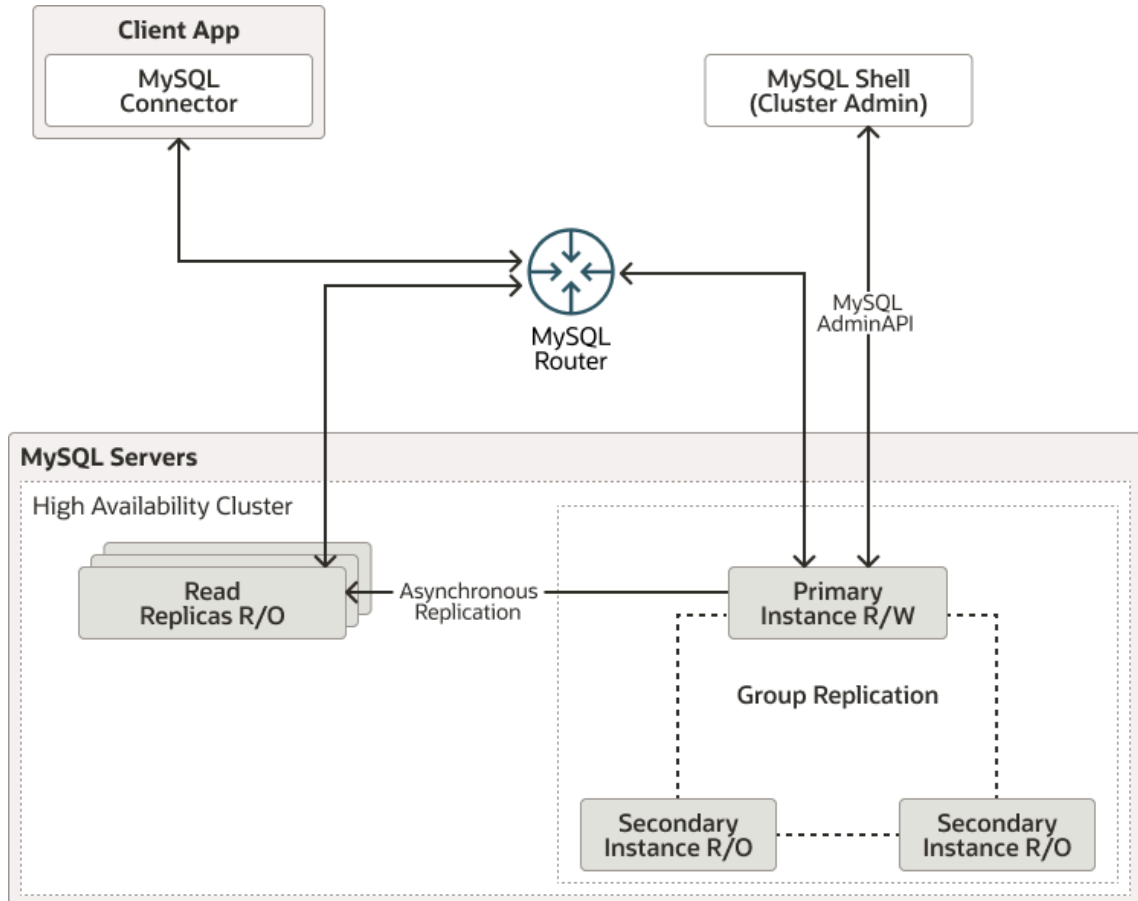 Client App
MySQL
Connector
MySQL Shell
(Cluster Admin)
MySQL
Router
MySQL
AdminAPI
MySQL Servers
High Availability Cluster
Read
Replicas R/O
Asynchronous
Replication
Primary
Instance R/W
Group Replication
Secondary
Instance R/O
Secondary
Instance R/O